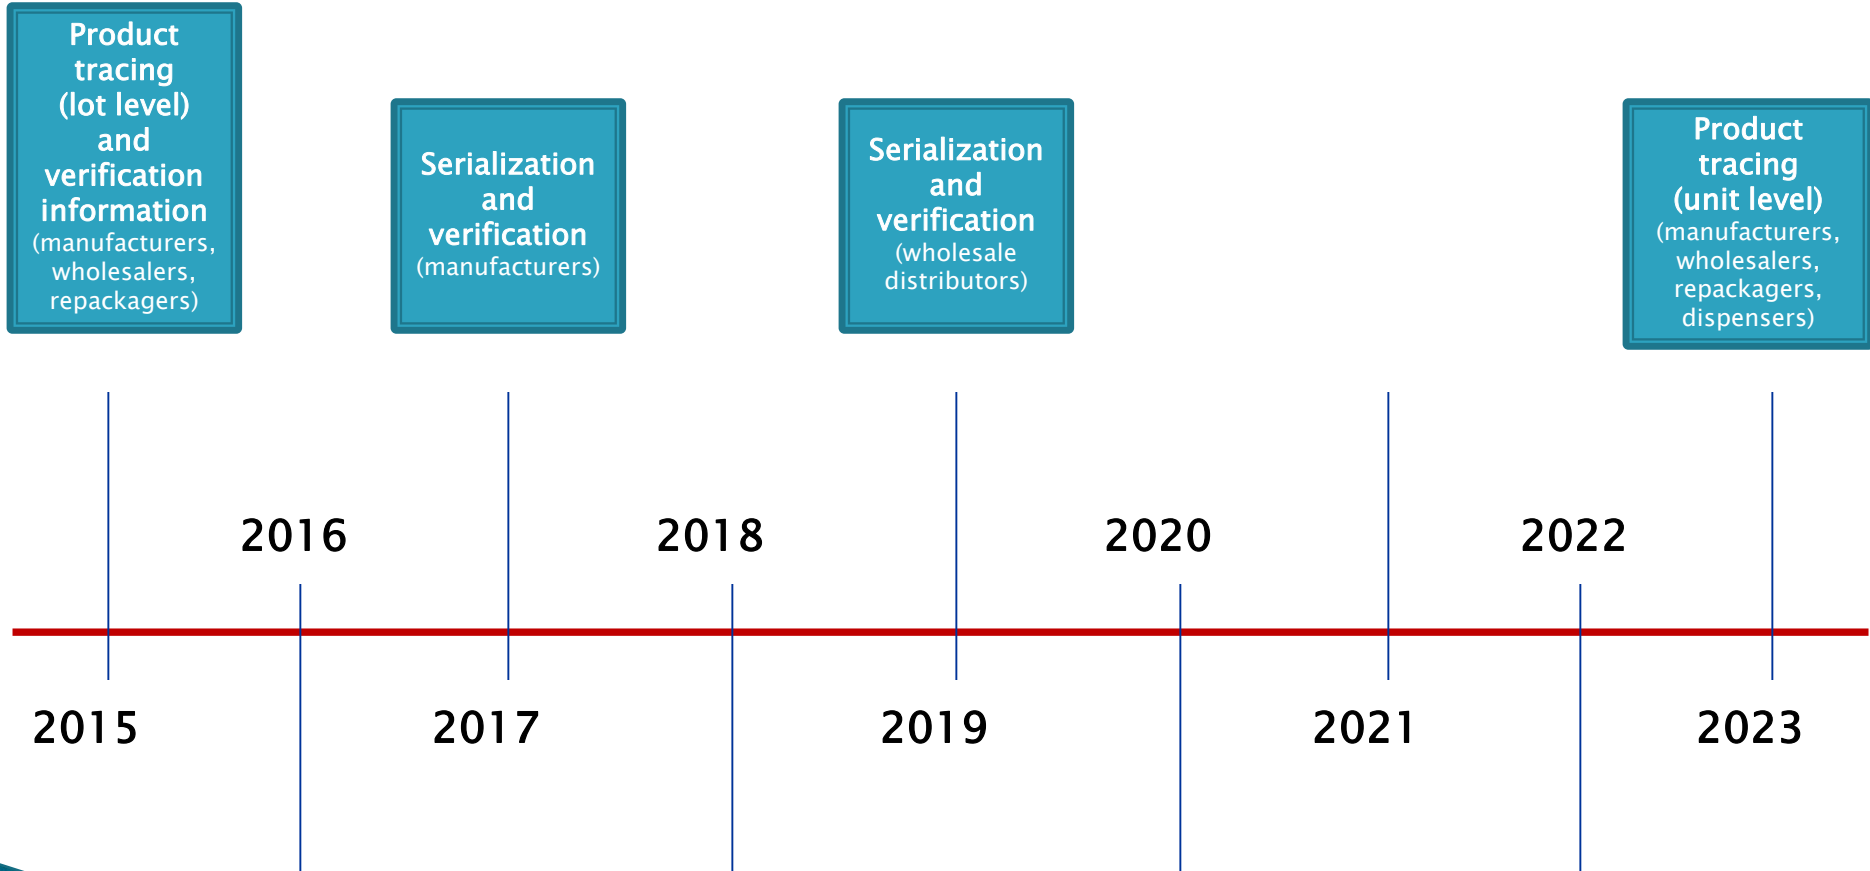 Product
tracing
(lot level)
and
verification
information
(manufacturers,
wholesalers,
repackagers)
Serialization
and
verification
(manufacturers)
Serialization
and
verification
(wholesale
distributors)
Product
tracing
(unit level)
(manufacturers,
wholesalers,
repackagers,
dispensers)
2016
2018
2020
2022
2015
2017
2019
2021
2023